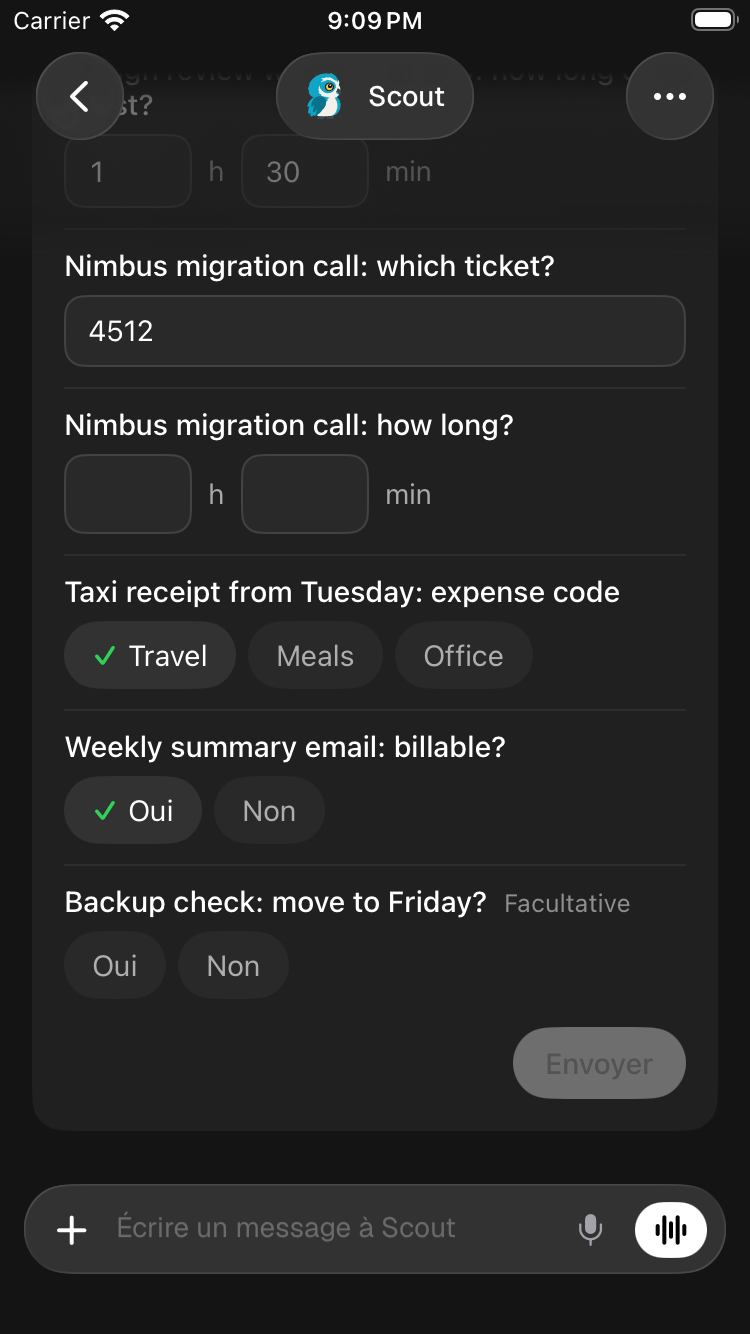 Carrier 9:09 PM
Scout
1 h 30 min
Nimbus migration call: which ticket?
4512
Nimbus migration call: how long?
h min
Taxi receipt from Tuesday: expense code
Travel Meals Office
Weekly summary email: billable?
Oui Non
Backup check: move to Friday? Facultative
Oui Non
Envoyer
Écrire un message à Scout